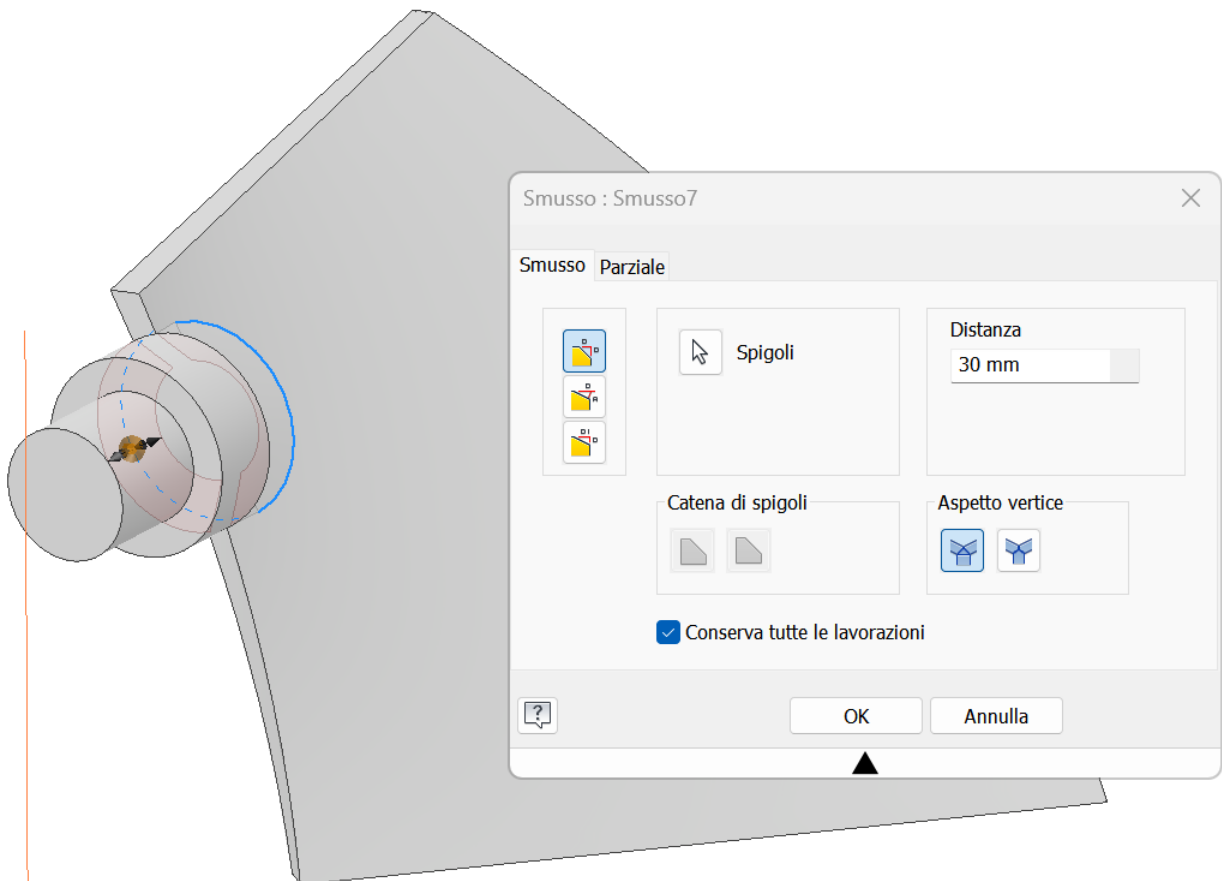 Smusso : Smusso7
Smusso Parziale
Spigoli
Distanza
30 mm
Catena di spigoli
Aspetto vertice
Conserva tutte le lavorazioni
?
OK Annulla